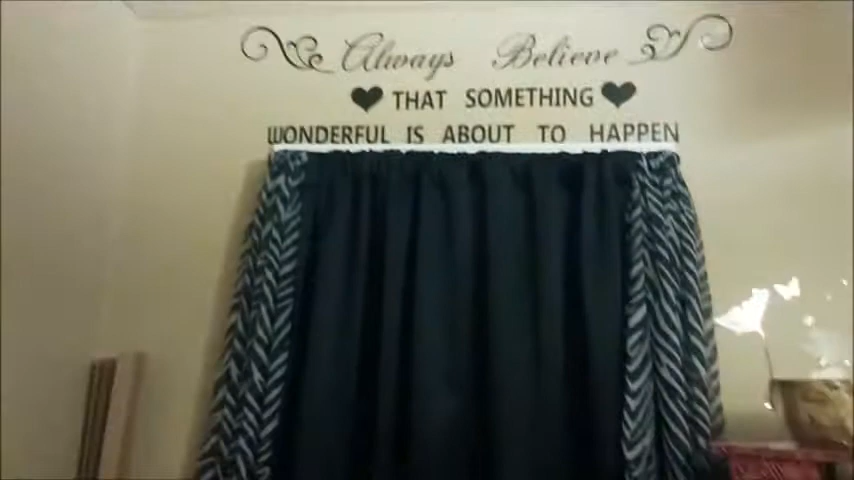 Always Believe
THAT SOMETHING
WONDERFUL IS ABOUT TO HAPPEN